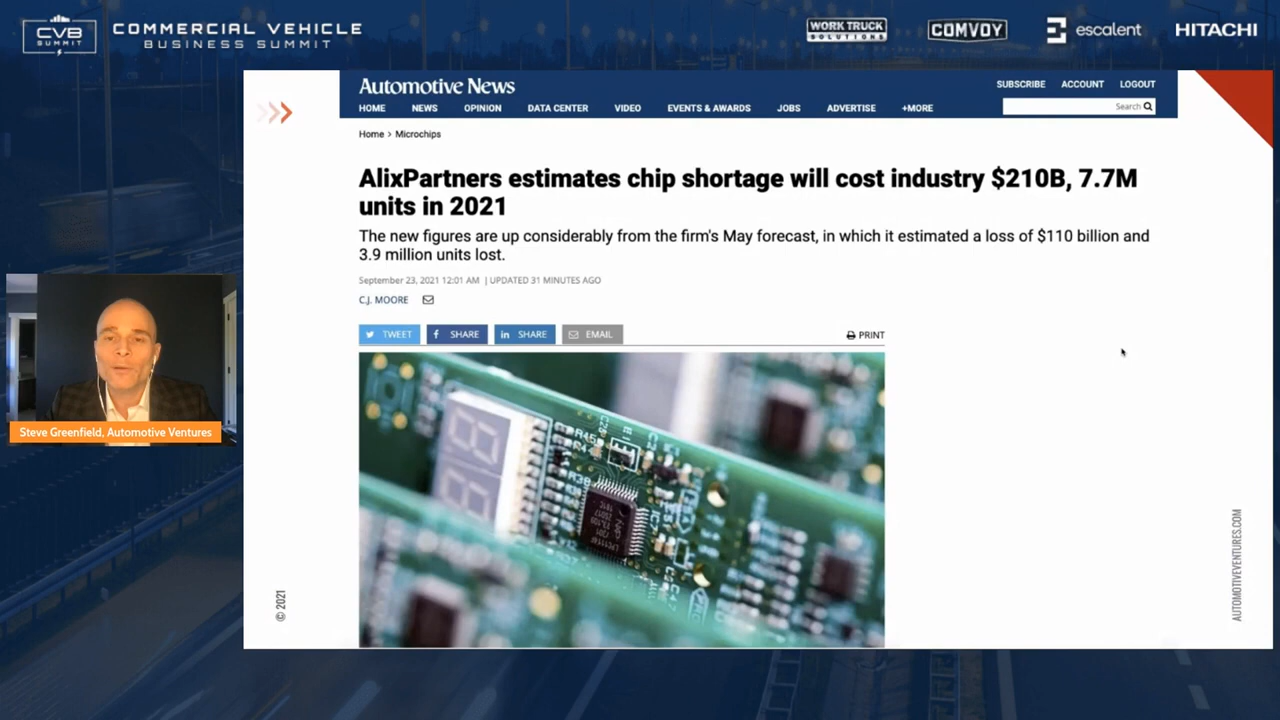 CVB
SUMMIT
COMMERCIAL VEHICLE
BUSINESS SUMMIT
WORK TRUCK
SOLUTIONS
COMVOY
escalent
HITACHI
Automotive News
SUBSCRIBE ACCOUNT LOGOUT
HOME NEWS OPINION DATA CENTER VIDEO EVENTS & AWARDS JOBS ADVERTISE +MORE
Search
Home > Microchips
AlixPartners estimates chip shortage will cost industry $210B, 7.7M
units in 2021
The new figures are up considerably from the firm's May forecast, in which it estimated a loss of $110 billion and
3.9 million units lost.
September 23, 2021 12:01 AM | UPDATED 31 MINUTES AGO
C.J. MOORE
TWEET SHARE SHARE EMAIL PRINT
Steve Greenfield, Automotive Ventures
© 2021
AUTOMOTIVEVENTURES.COM